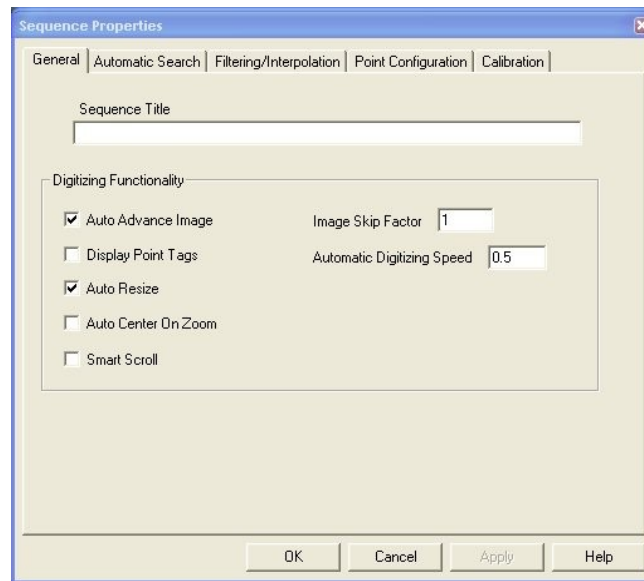 Sequence Properties
General Automatic Search Filtering/Interpolation Point Configuration Calibration
Sequence Title
Digitizing Functionality
Auto Advance Image Image Skip Factor 1
Display Point Tags Automatic Digitizing Speed 0.5
Auto Resize
Auto Center On Zoom
Smart Scroll
OK Cancel Apply Help